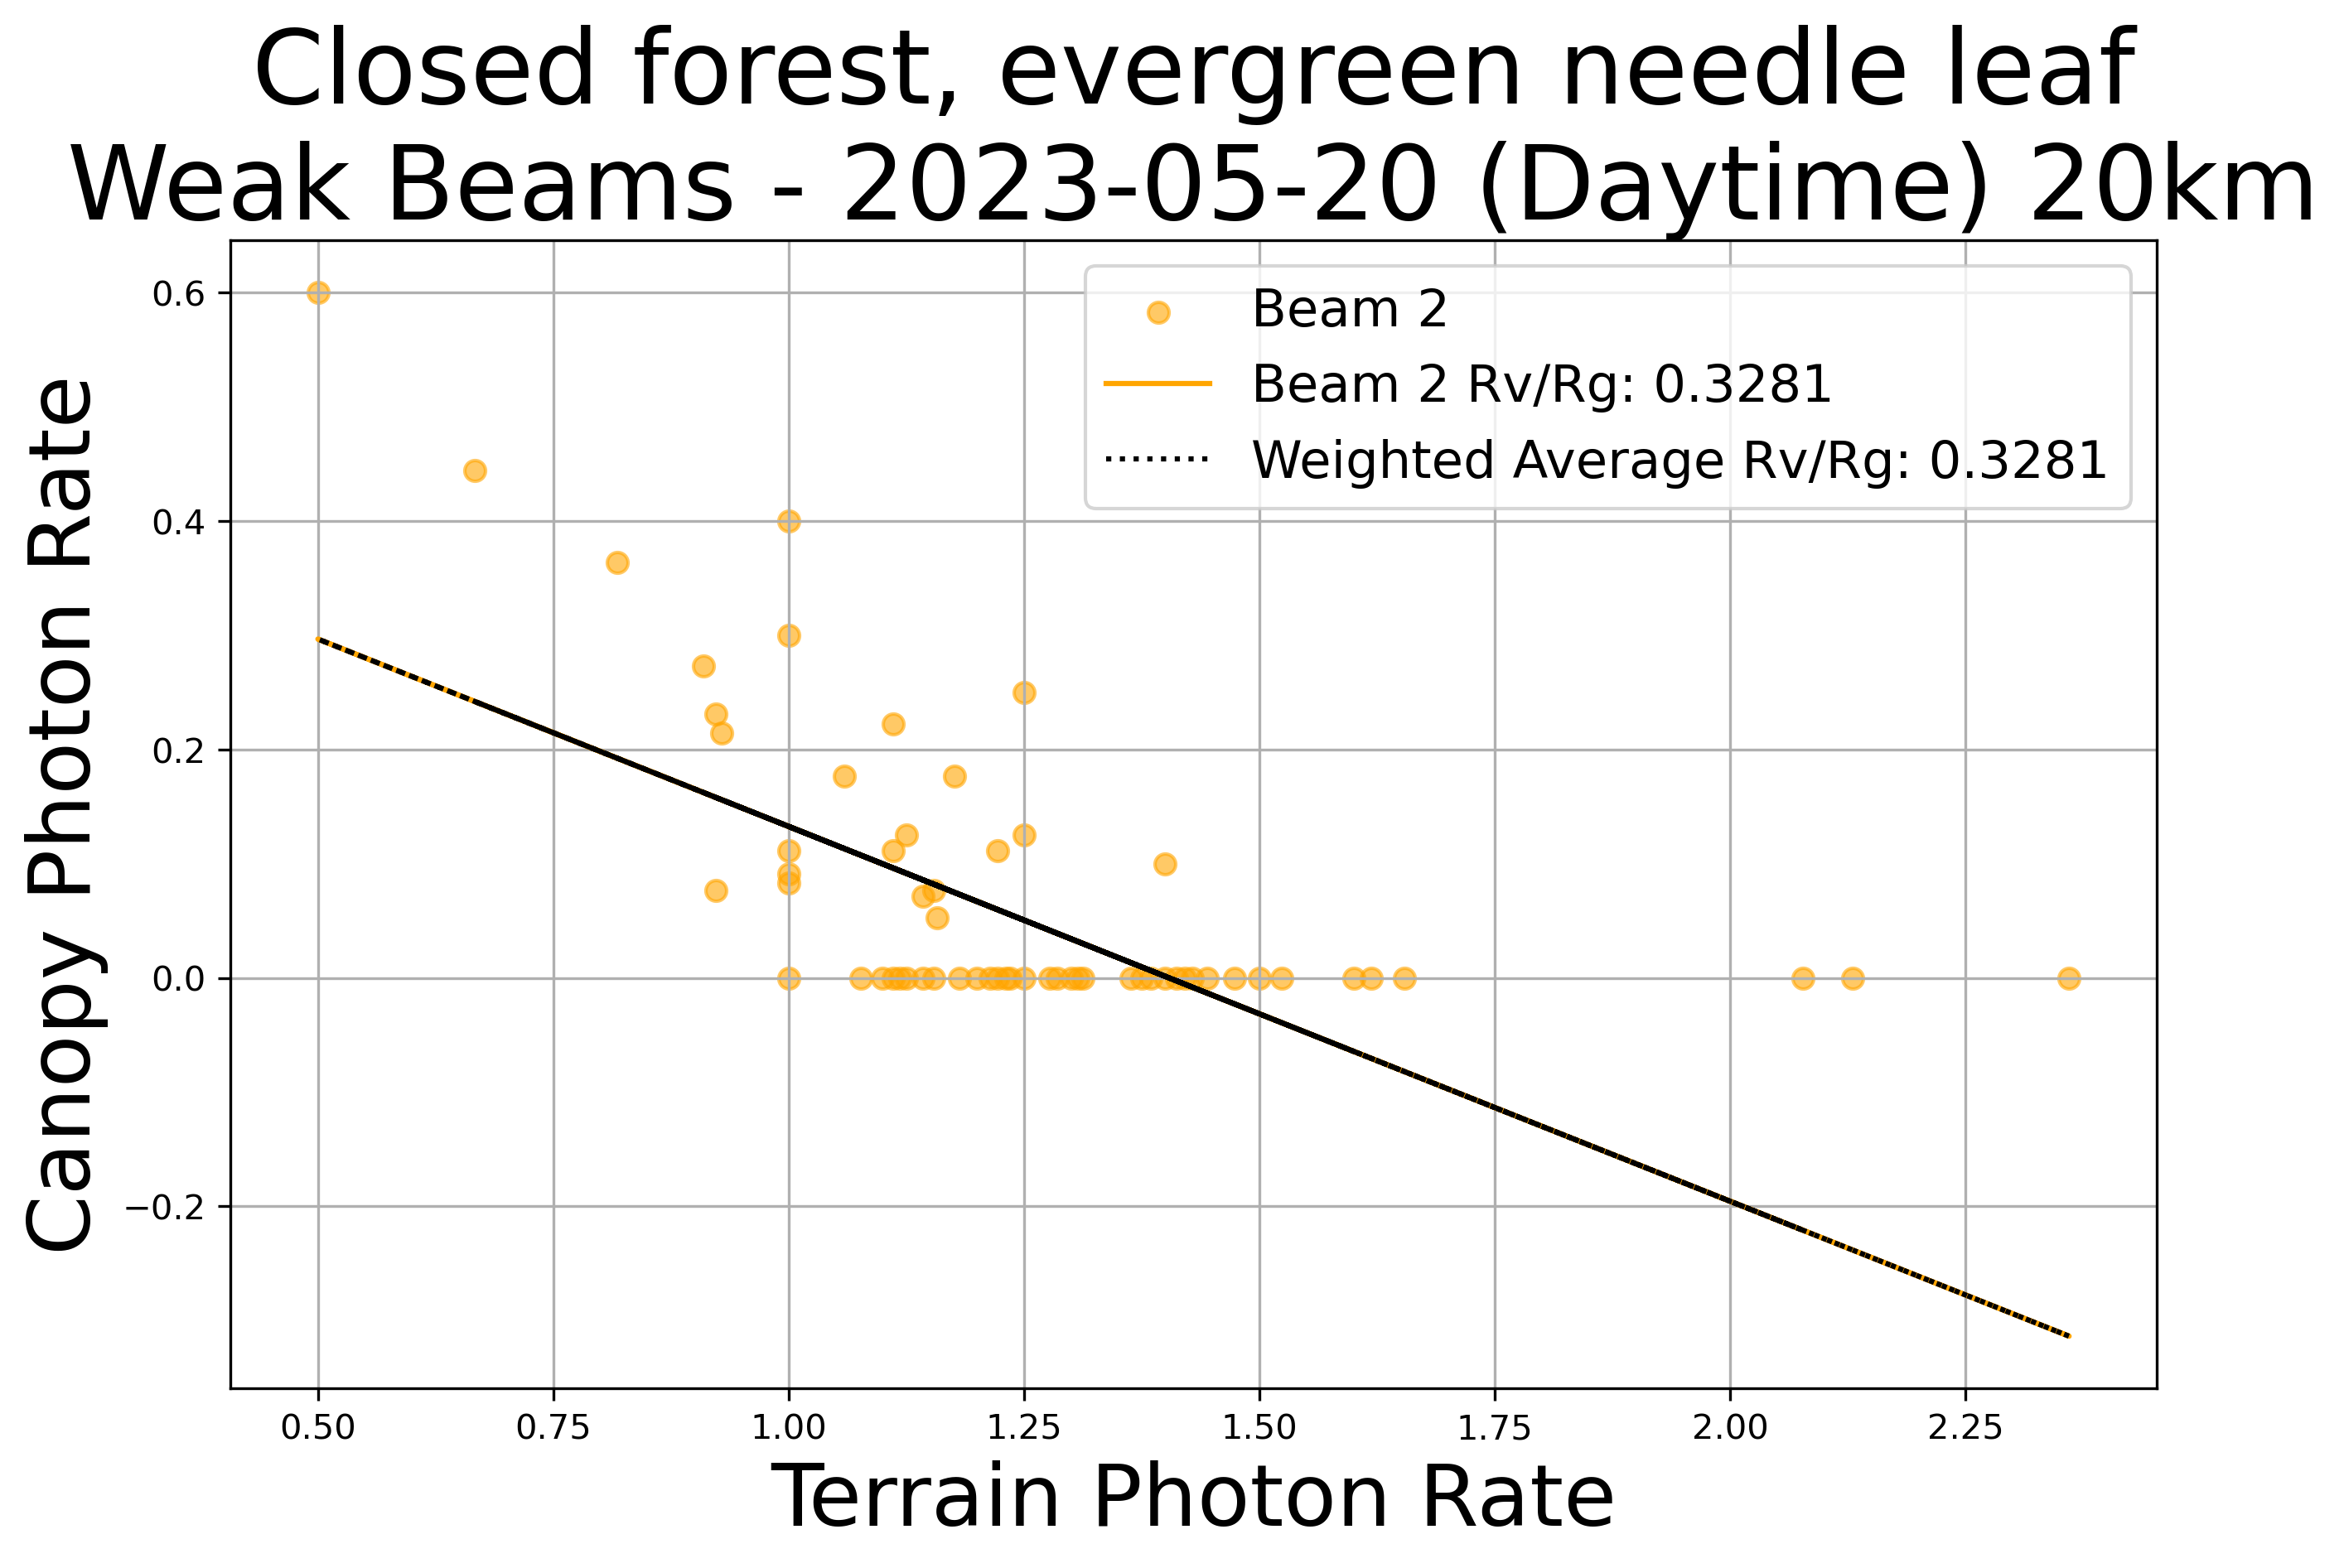 Closed forest, evergreen needle leaf
Weak Beams - 2023-05-20 (Daytime) 20km
Beam 2
Beam 2 Rv/Rg: 0.3281
Weighted Average Rv/Rg: 0.3281
Canopy Photon Rate
0.6
0.4
0.2
0.0
−0.2
0.50 0.75 1.00 1.25 1.50 1.75 2.00 2.25
Terrain Photon Rate